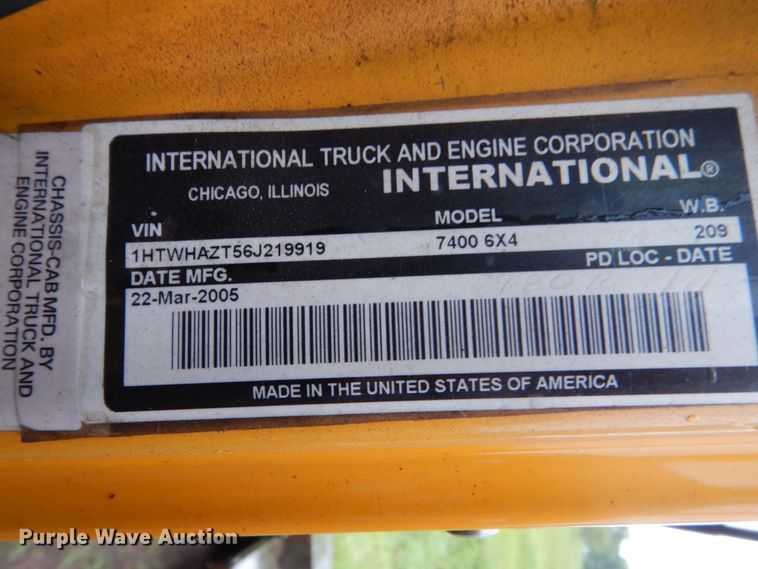 INTERNATIONAL TRUCK AND ENGINE CORPORATION
CHICAGO, ILLINOIS INTERNATIONAL®
VIN MODEL W.B.
1HTWHAZT56J219919 7400 6X4 209
DATE MFG. PD LOC - DATE
22-Mar-2005
MADE IN THE UNITED STATES OF AMERICA
CHASSIS-CAB MFD. BY
INTERNATIONAL TRUCK AND
ENGINE CORPORATION
Purple Wave Auction